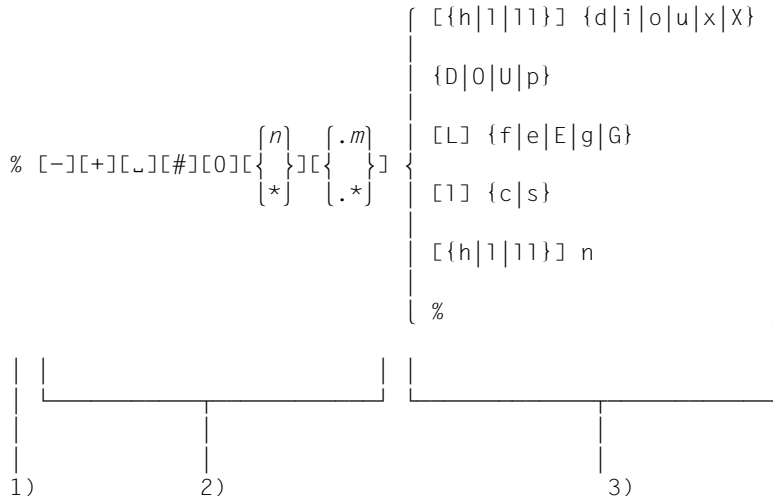 [{h|l|ll}] {d|i|o|u|x|X}
{D|O|U|p}
[L] {f|e|E|g|G}
% [-][+][␣][#][0][{n|*}][{.m|.*}]
[l] {c|s}
[{h|l|ll}] n
%
1) 2) 3)